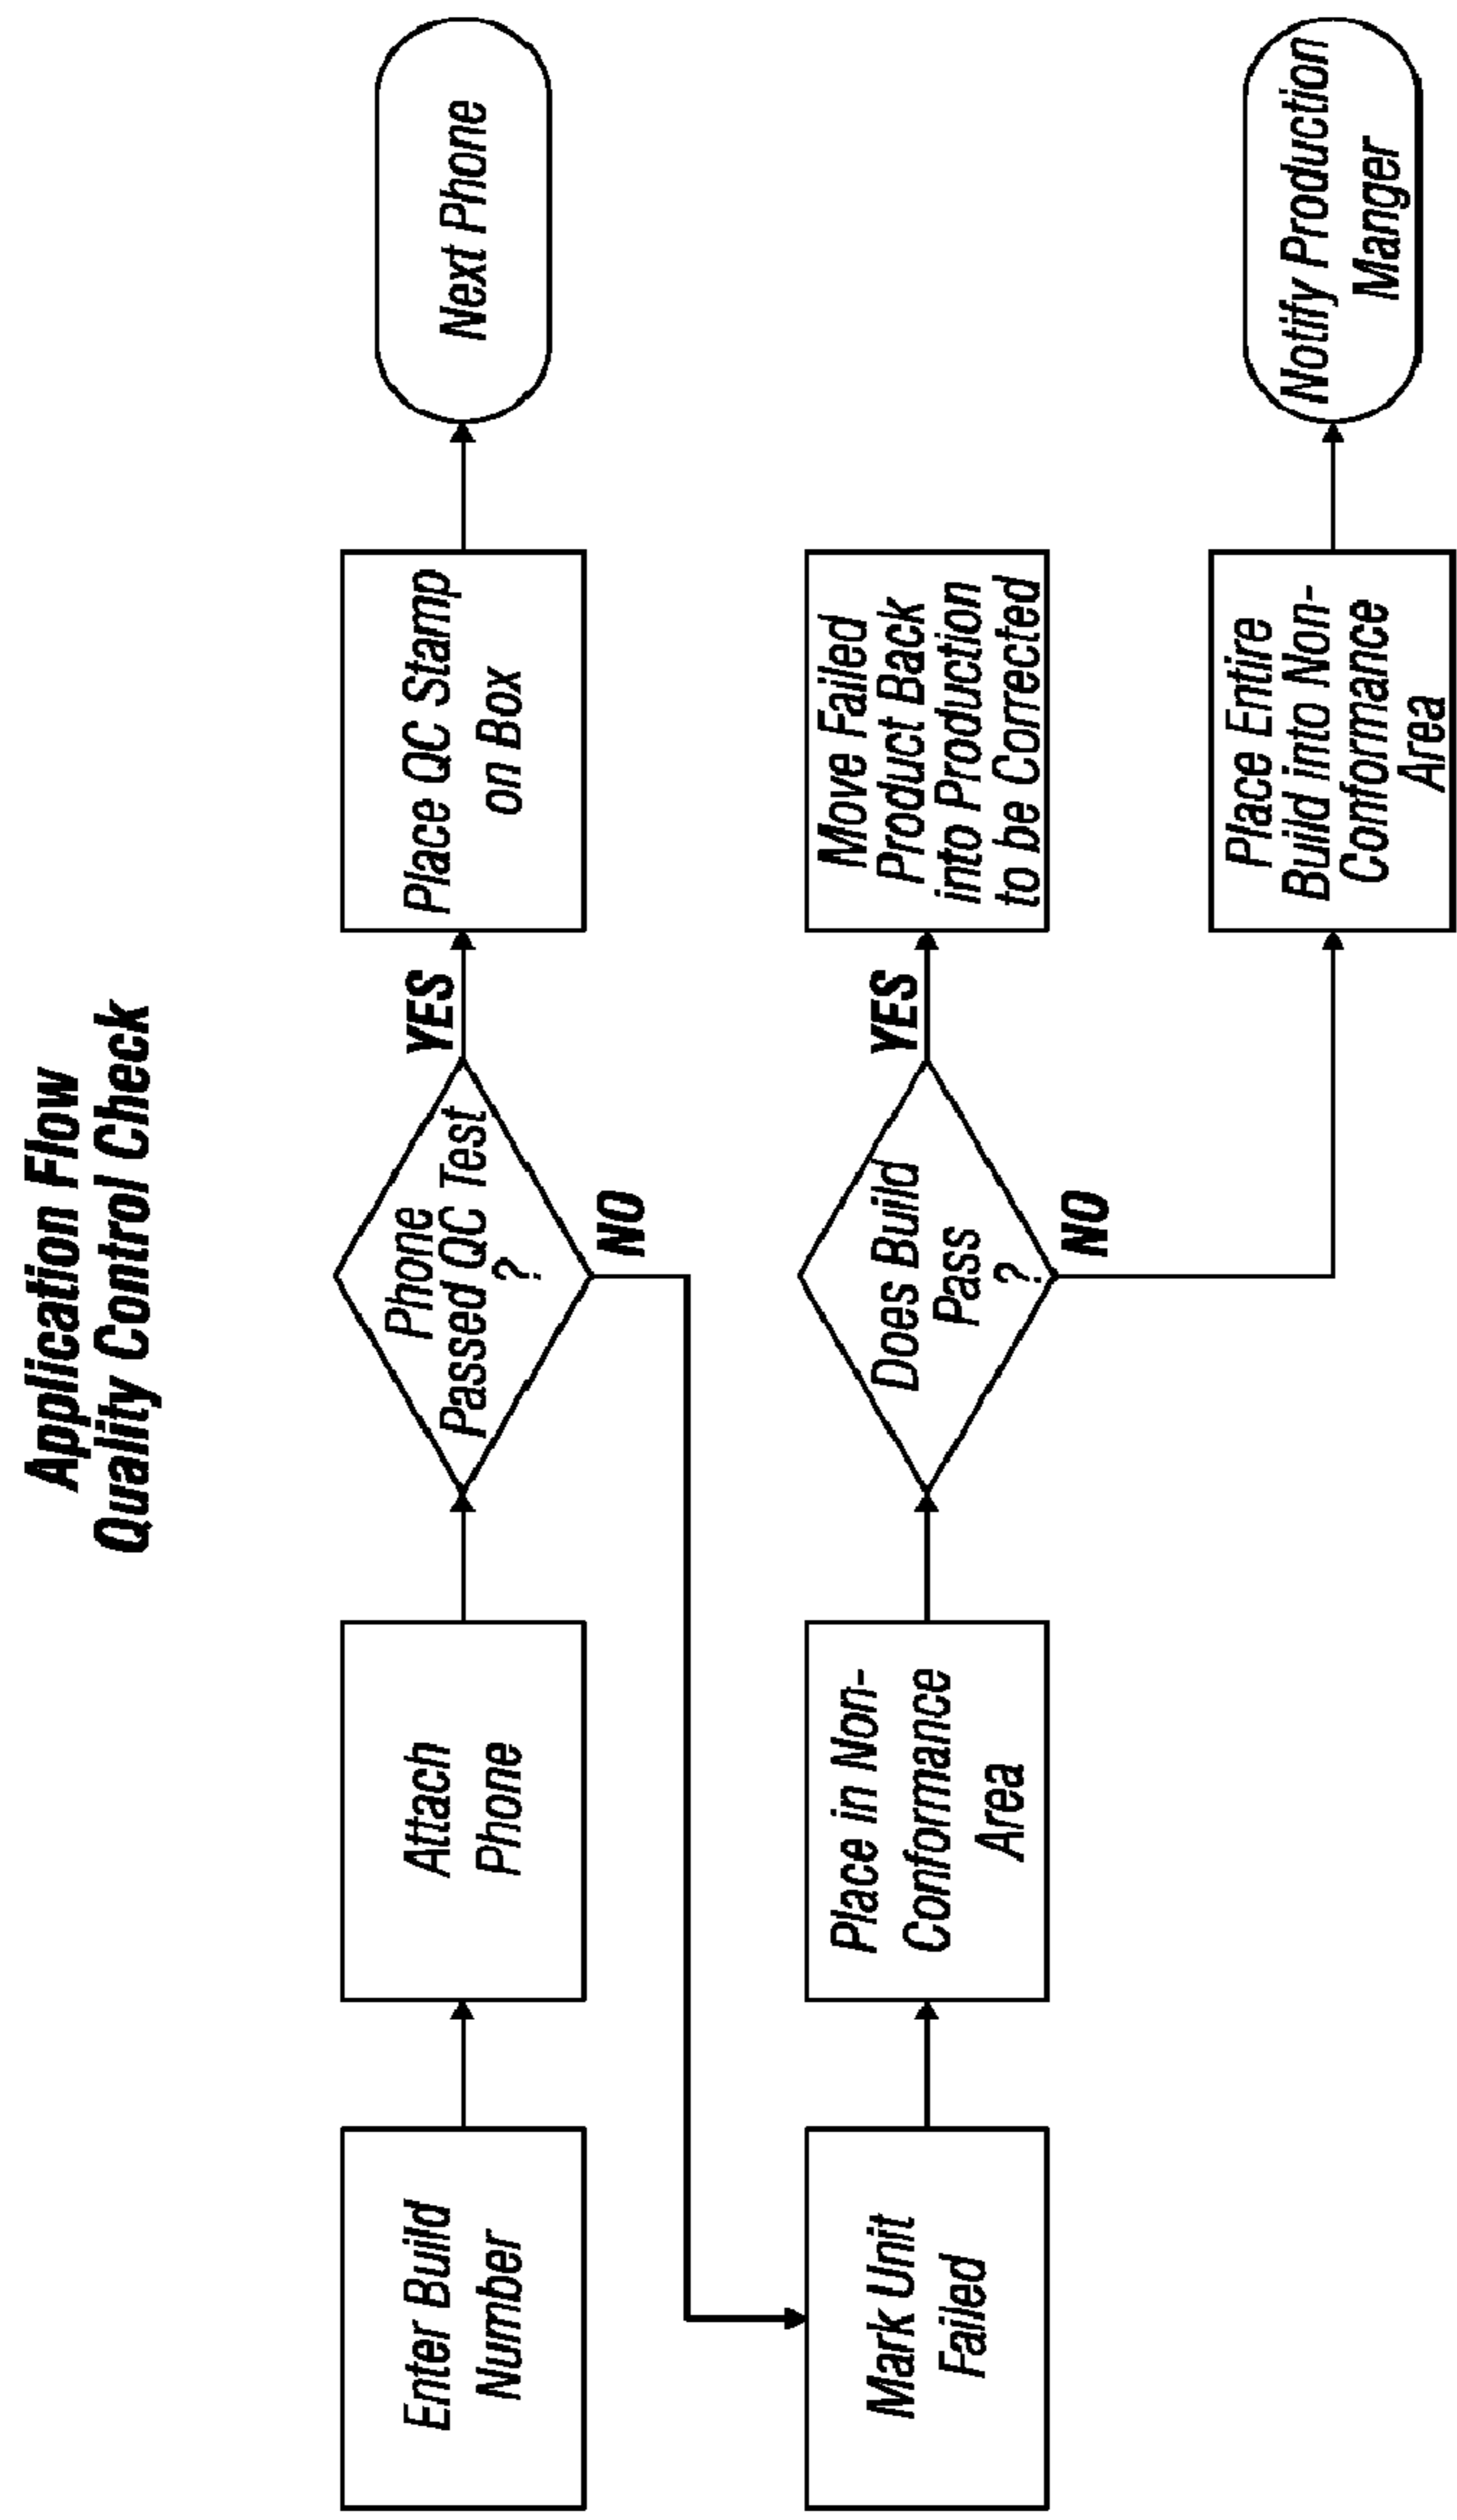 Application Flow
Quality Control Check
Enter Build
Number
Attach
Phone
Phone
Passed QC Test
?
YES
Place QC Stamp
on Box
Next Phone
NO
Mark Unit
Failed
Place in Non-
Conformance
Area
Does Build
Pass
?
YES
Move Failed
Product Back
into Production
to be Corrected
NO
Place Entire
Build into Non-
Conformance
Area
Notify Production
Manger